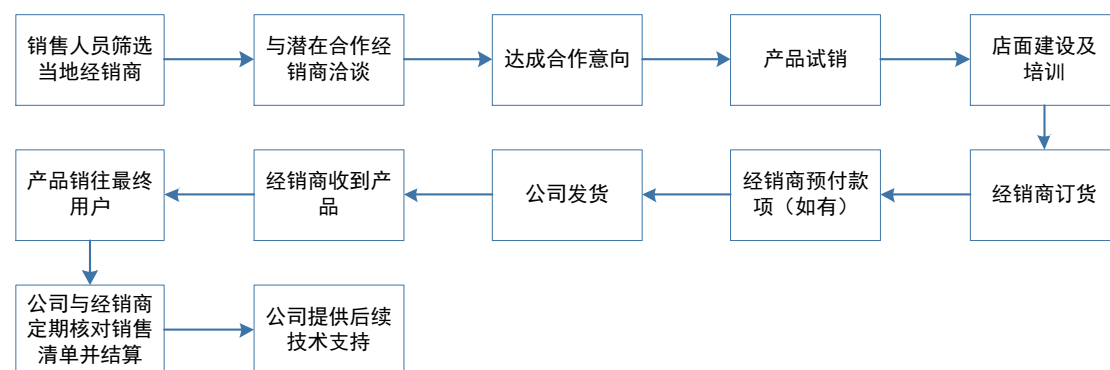 销售人员筛选
当地经销商
与潜在合作经
销商洽谈
达成合作意向
产品试销
店面建设及
培训
经销商订货
经销商预付款
项（如有）
公司发货
经销商收到产
品
产品销往最终
用户
公司与经销商
定期核对销售
清单并结算
公司提供后续
技术支持